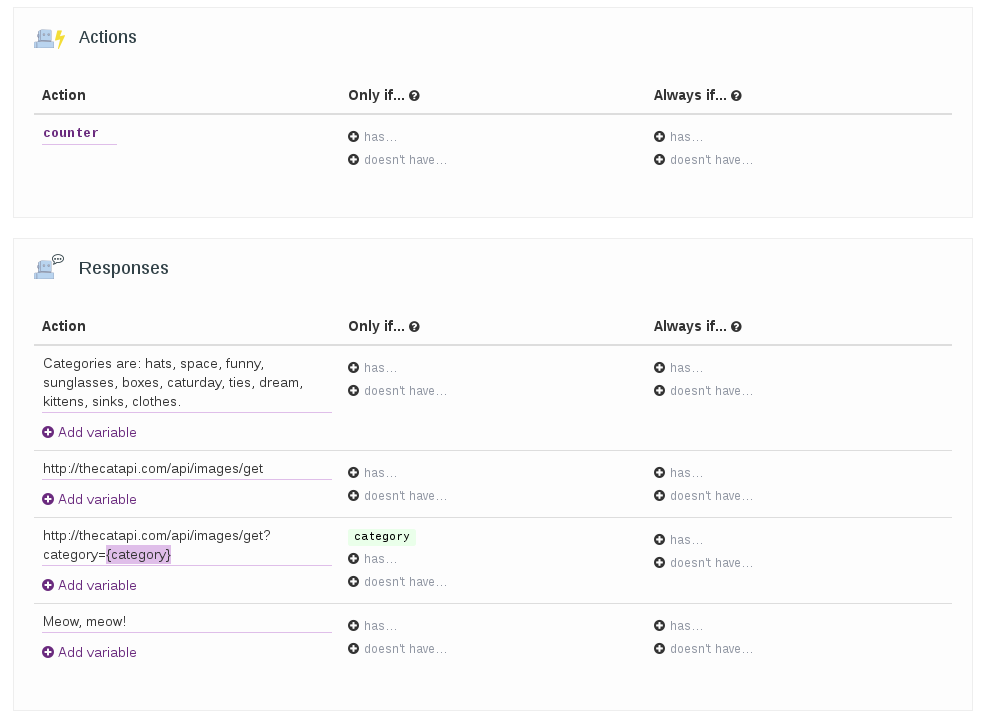 Actions
Action Only if... Always if...
counter has... has...
doesn't have... doesn't have...
Responses
Action Only if... Always if...
Categories are: hats, space, funny,
sunglasses, boxes, caturday, ties, dream,
kittens, sinks, clothes.
has... has...
doesn't have... doesn't have...
Add variable
http://thecatapi.com/api/images/get
has... has...
doesn't have... doesn't have...
Add variable
http://thecatapi.com/api/images/get?
category={category}
category
has... has...
doesn't have... doesn't have...
Add variable
Meow, meow!
has... has...
doesn't have... doesn't have...
Add variable